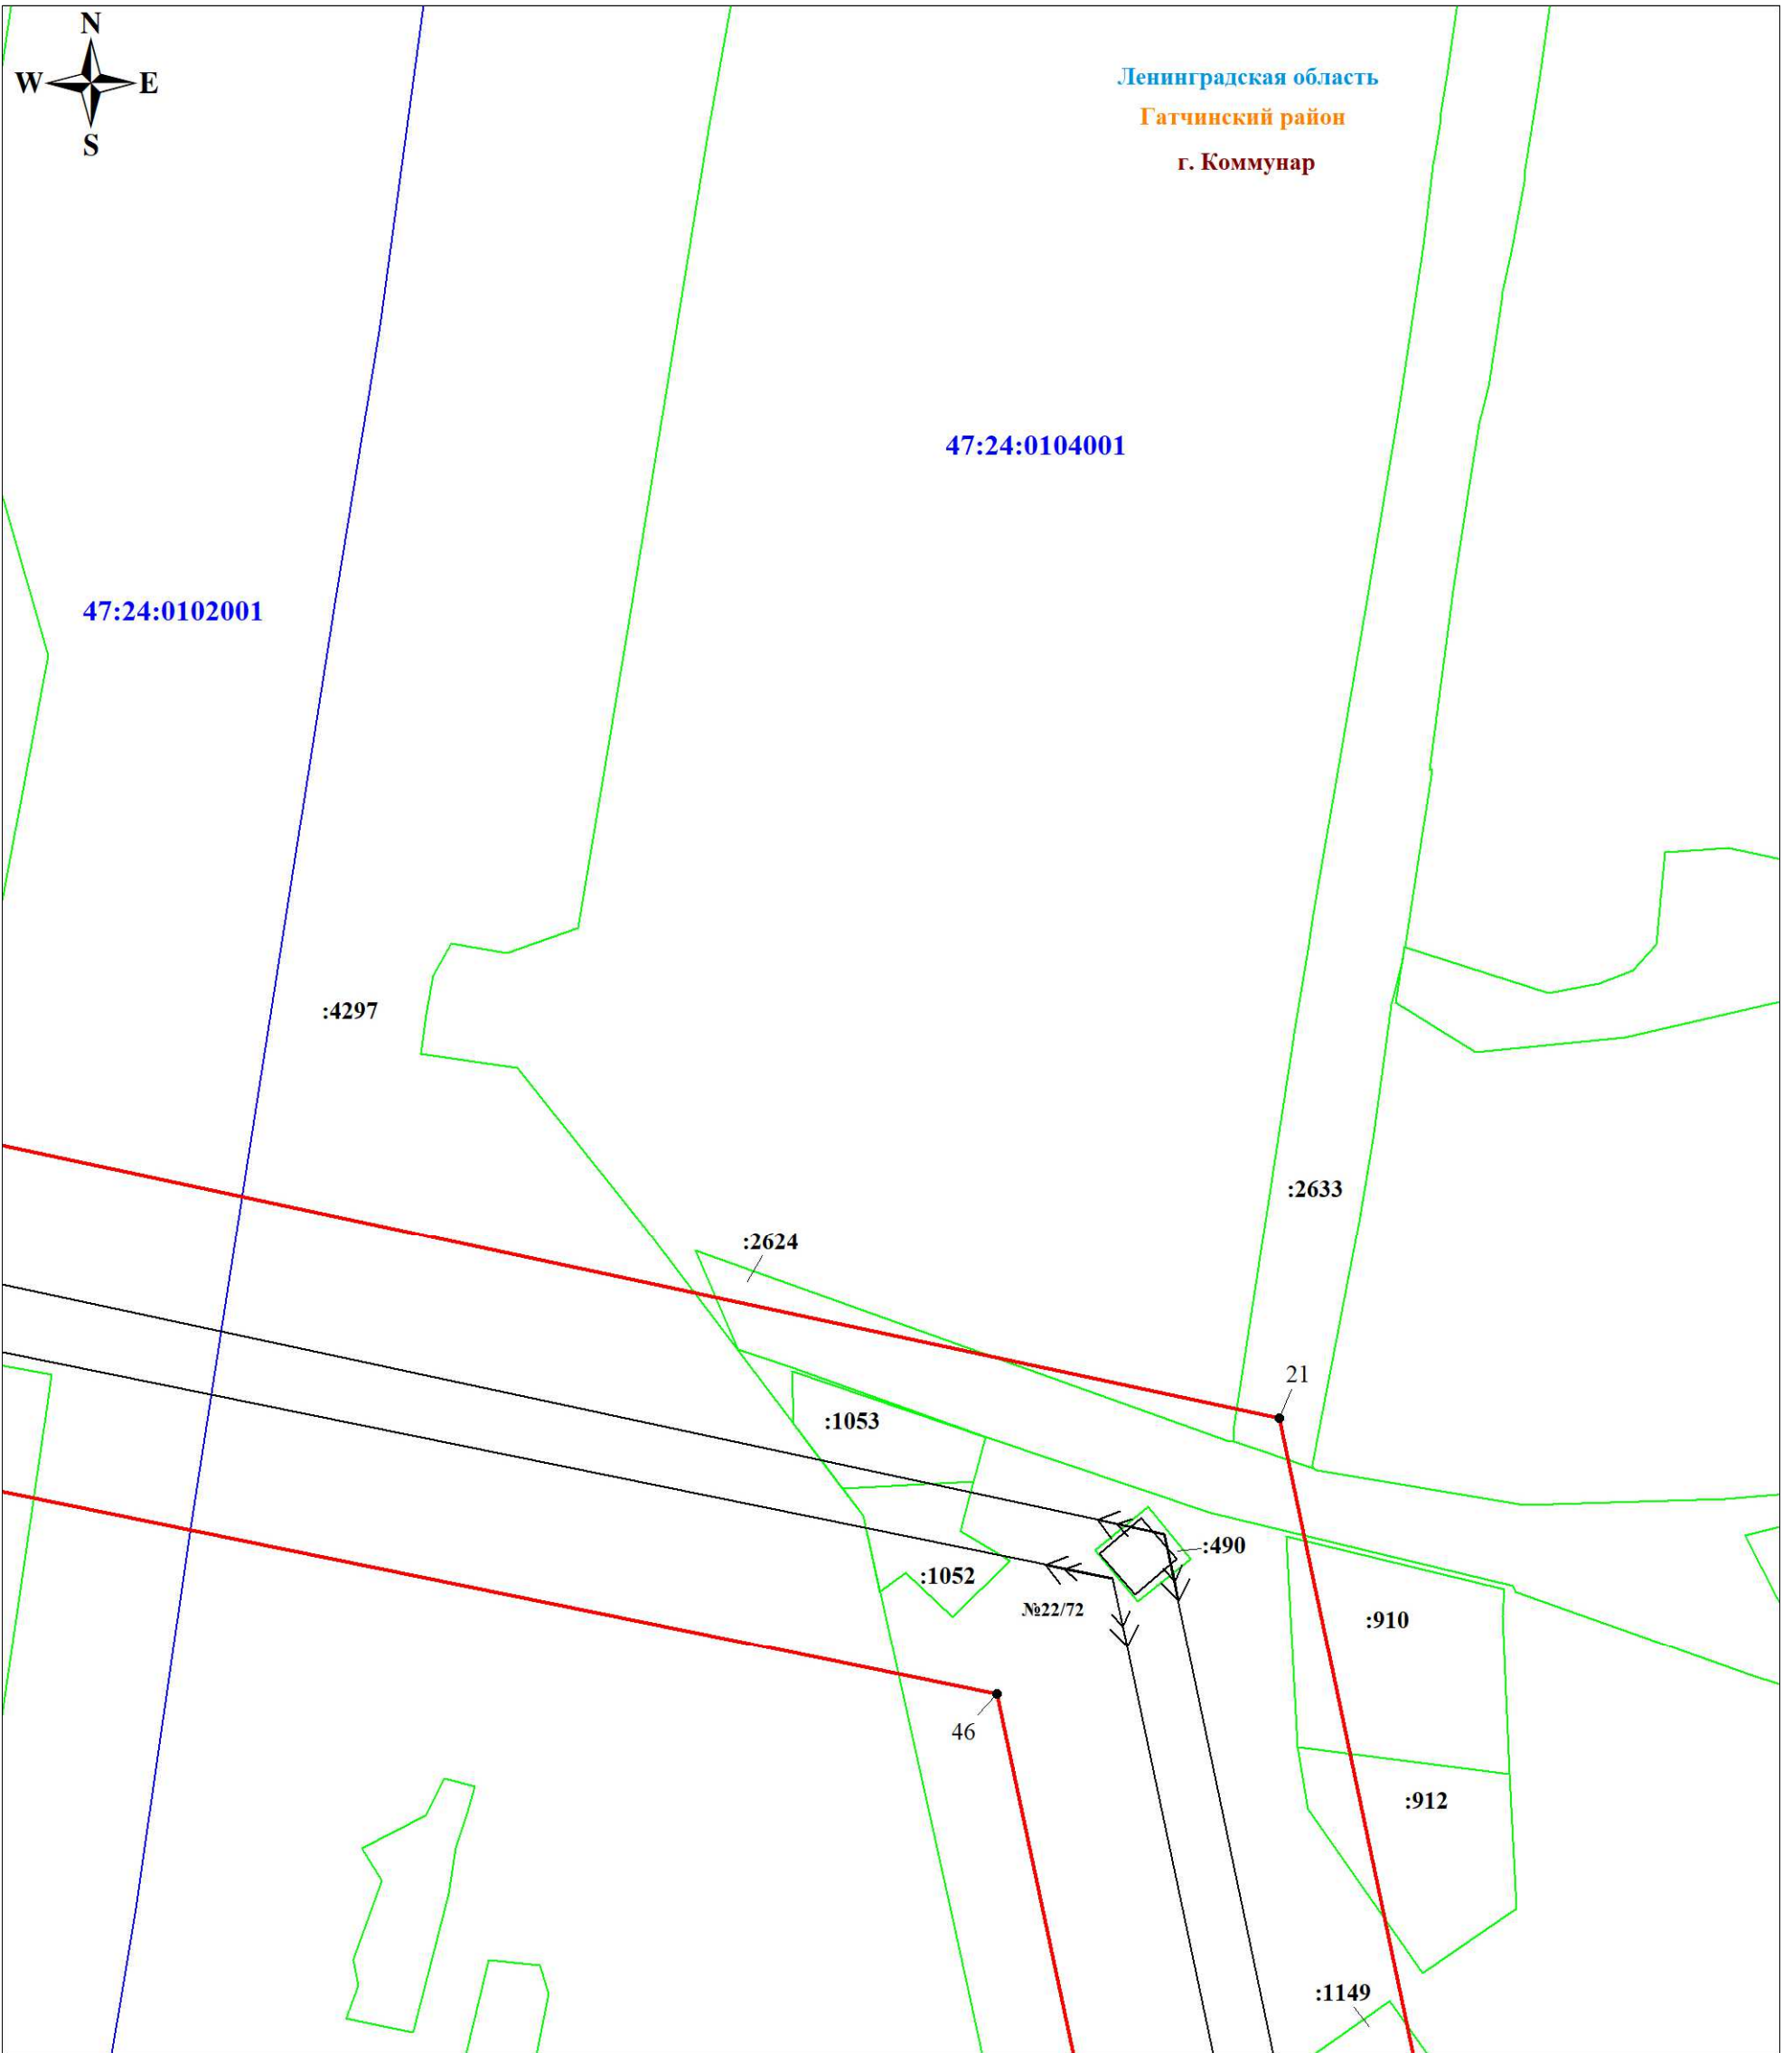 N
W E
S
Ленинградская область
Гатчинский район
г. Коммунар
47:24:0104001
47:24:0102001
:4297
:2633
:2624
21
:1053
:490
:1052
№22/72
:910
46
:912
:1149